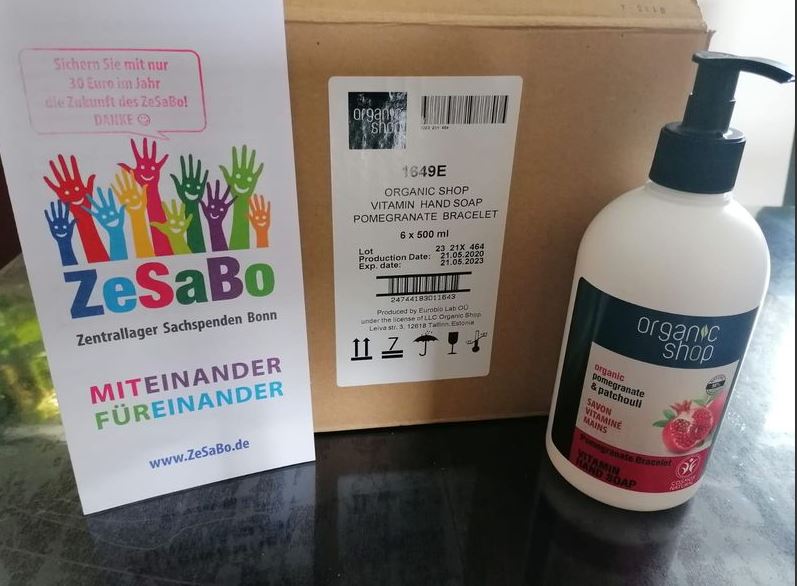 Sichern Sie mit nur
30 Euro im Jahr
die Zukunft des ZeSaBo!
DANKE ☺
ZeSaBo
Zentrallager Sachspenden Bonn
MITEINANDER
FÜREINANDER
www.ZeSaBo.de
organic
shop
1649E
ORGANIC SHOP
VITAMIN HAND SOAP
POMEGRANATE BRACELET
6 x 500 ml
Lot 23 21X 464
Production Date: 21.05.2020
Exp. date: 21.05.2023
24744183011643
Produced by Eurobio Lab OÜ
under the license of LLC Organic Shop.
Leiva str. 3, 12618 Tallinn, Estonia
organic
shop
organic
pomegranate
& patchouli
SAVON
VITAMINÉ
MAINS
Pomegranate Bracelet
VITAMIN
HAND SOAP
COSMOS
NATURAL